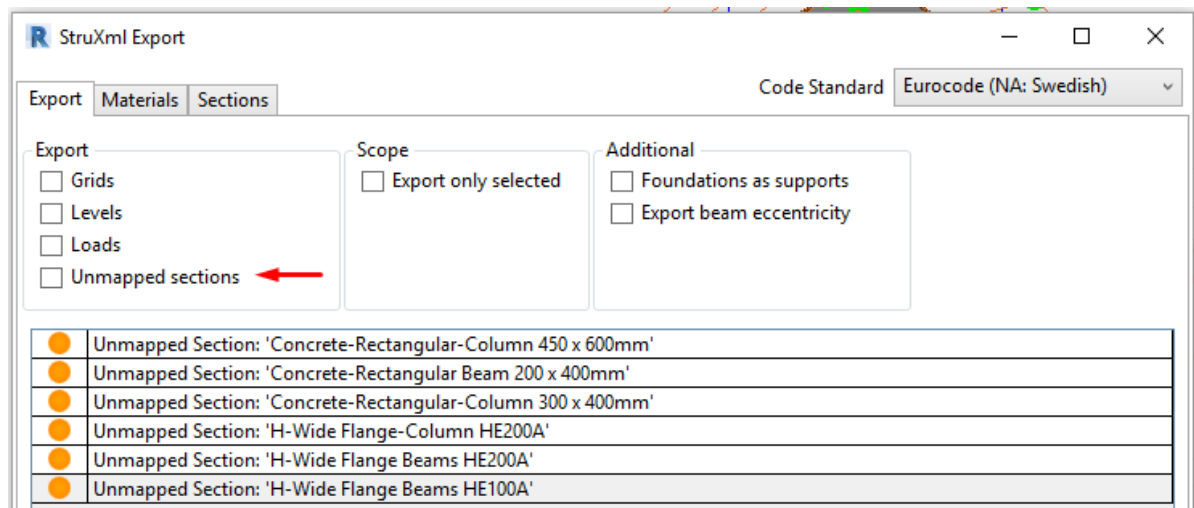 StruXml Export
Code Standard Eurocode (NA: Swedish)
Export Materials Sections
Export Scope Additional
Grids Export only selected Foundations as supports
Levels Export beam eccentricity
Loads
Unmapped sections
Unmapped Section: 'Concrete-Rectangular-Column 450 x 600mm'
Unmapped Section: 'Concrete-Rectangular Beam 200 x 400mm'
Unmapped Section: 'Concrete-Rectangular-Column 300 x 400mm'
Unmapped Section: 'H-Wide Flange-Column HE200A'
Unmapped Section: 'H-Wide Flange Beams HE200A'
Unmapped Section: 'H-Wide Flange Beams HE100A'